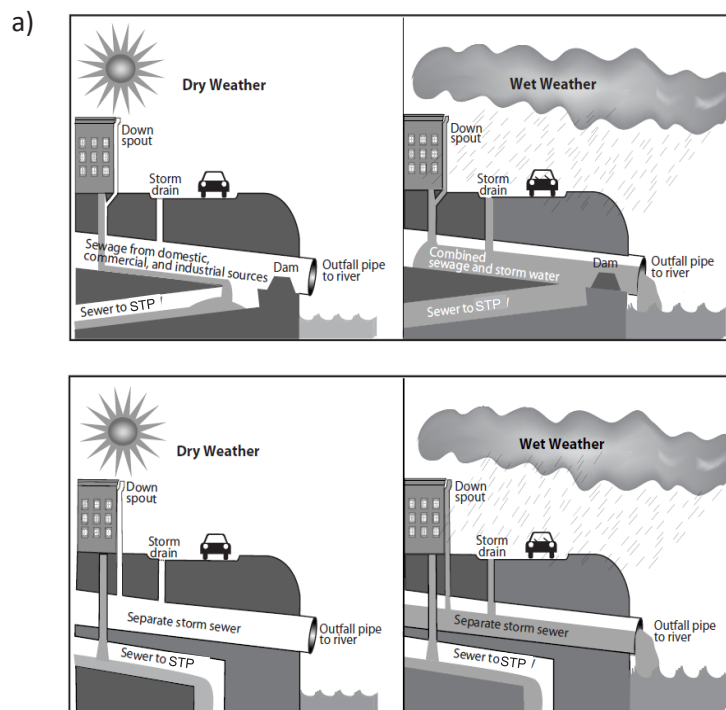 a)
Dry Weather
Down
spout
Storm
drain
Sewage from domestic,
commercial, and industrial sources
Dam
Outfall pipe
to river
Sewer to STP
Wet Weather
Down
spout
Storm
drain
Combined
sewage and storm water
Dam
Outfall pipe
to river
Sewer to STP
Dry Weather
Down
spout
Storm
drain
Separate storm sewer
Outfall pipe
to river
Sewer to STP
Wet Weather
Down
spout
Storm
drain
Separate storm sewer
Outfall pipe
to river
Sewer to STP